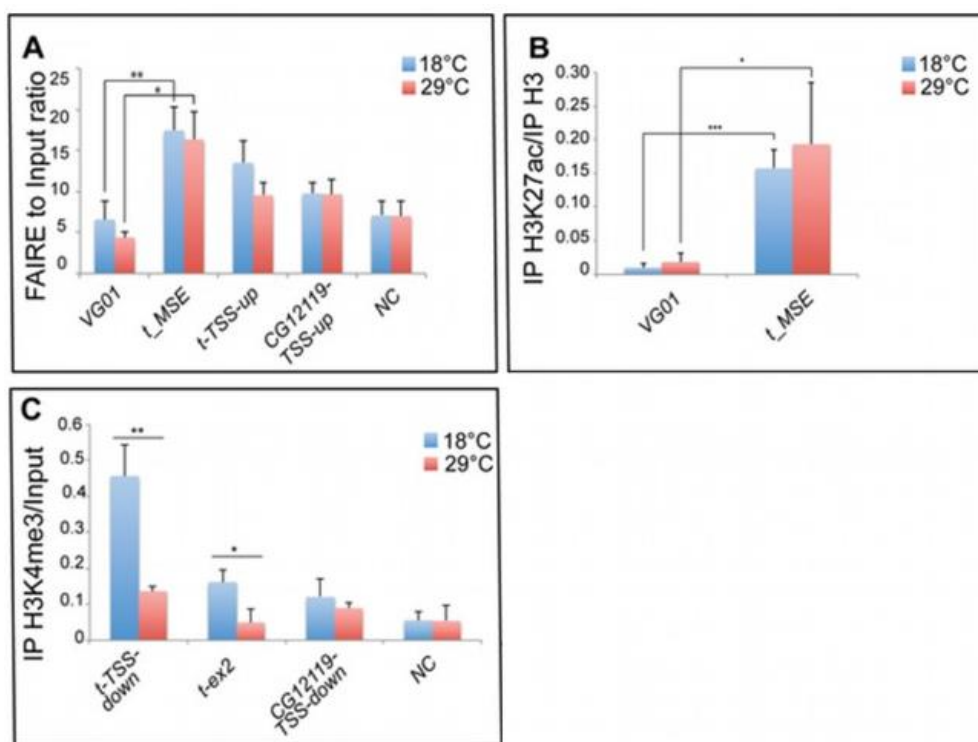 A
18°C
29°C
FAIRE to Input ratio
25
20
15
10
5
0
**
*
VG01
t_MSE
t-TSS-up
CG12119-
TSS-up
NC
B
18°C
29°C
IP H3K27ac/IP H3
0.30
0.25
0.20
0.15
0.10
0.05
0
*
***
VG01
t_MSE
C
18°C
29°C
IP H3K4me3/Input
0.6
0.5
0.4
0.3
0.2
0.1
0
**
*
t-TSS-
down
t-ex2
CG12119-
TSS-down
NC